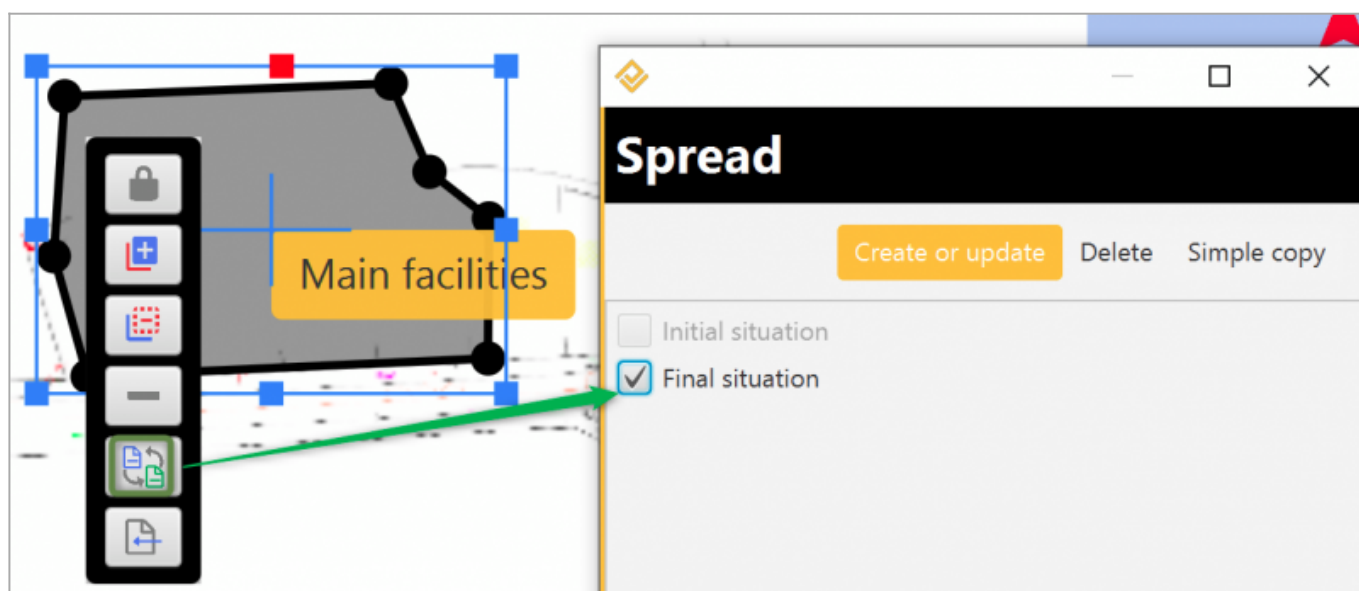 Main facilities
Spread
Create or update Delete Simple copy
Initial situation
Final situation